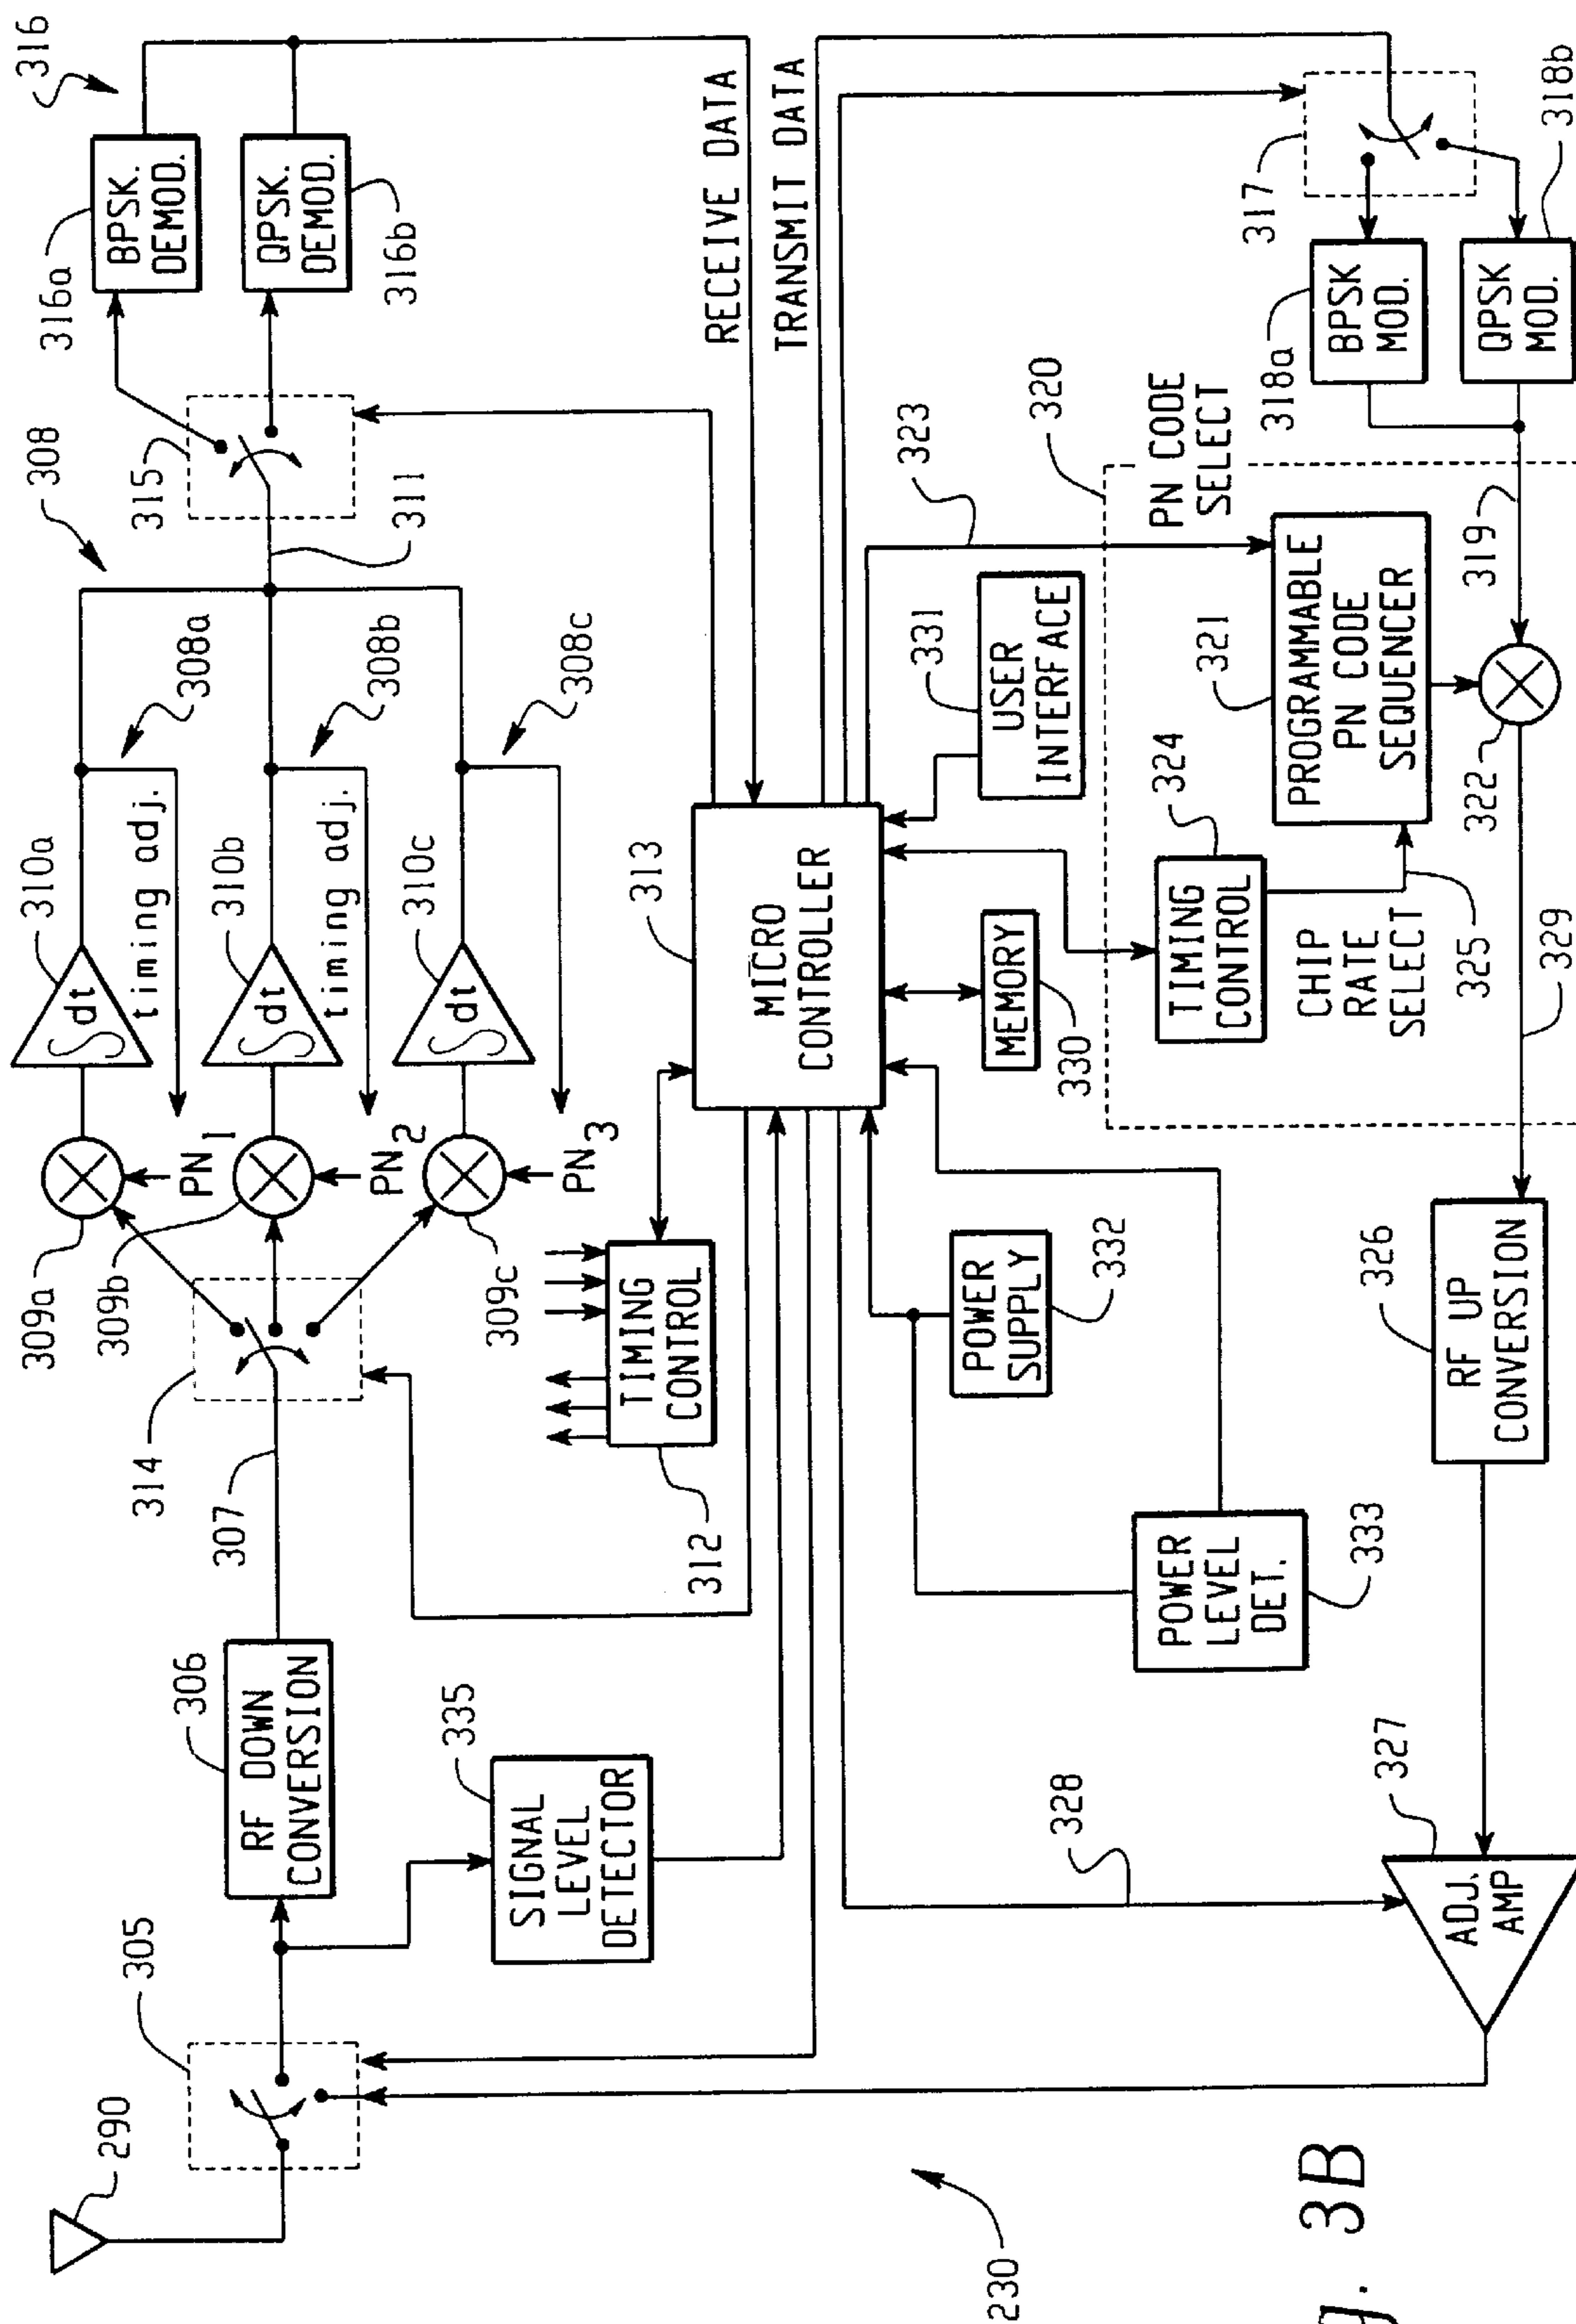 290
305
306
RF DOWN
CONVERSION
335
SIGNAL
LEVEL
DETECTOR
307
314
309a
309b
309c
PN1
PN2
PN3
310a
∫dt
timing adj.
310b
∫dt
timing adj.
310c
∫dt
308
308a
308b
308c
311
315
316
316a
BPSK.
DEMOD.
QPSK.
DEMOD.
316b
RECEIVE DATA
TRANSMIT DATA
312
TIMING
CONTROL
313
MICRO
CONTROLLER
323
331
USER
INTERFACE
MEMORY
330
POWER
SUPPLY
332
POWER
LEVEL
DET.
333
328
327
ADJ.
AMP
326
RF UP
CONVERSION
329
320
PN CODE
SELECT
324
TIMING
CONTROL
CHIP
RATE
SELECT
325
321
PROGRAMMABLE
PN CODE
SEQUENCER
322
319
317
318a
BPSK
MOD.
QPSK
MOD.
318b
230
g. 3B